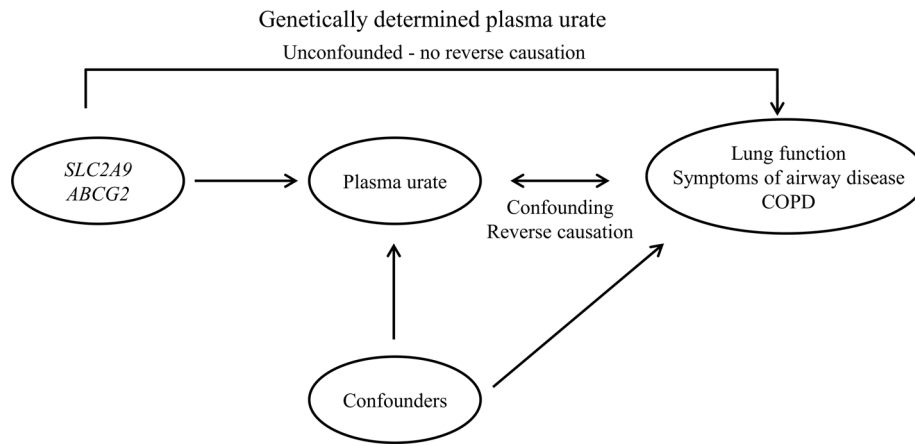 Genetically determined plasma urate
Unconfounded - no reverse causation
SLC2A9
ABCG2
Plasma urate
Confounding
Reverse causation
Lung function
Symptoms of airway disease
COPD
Confounders